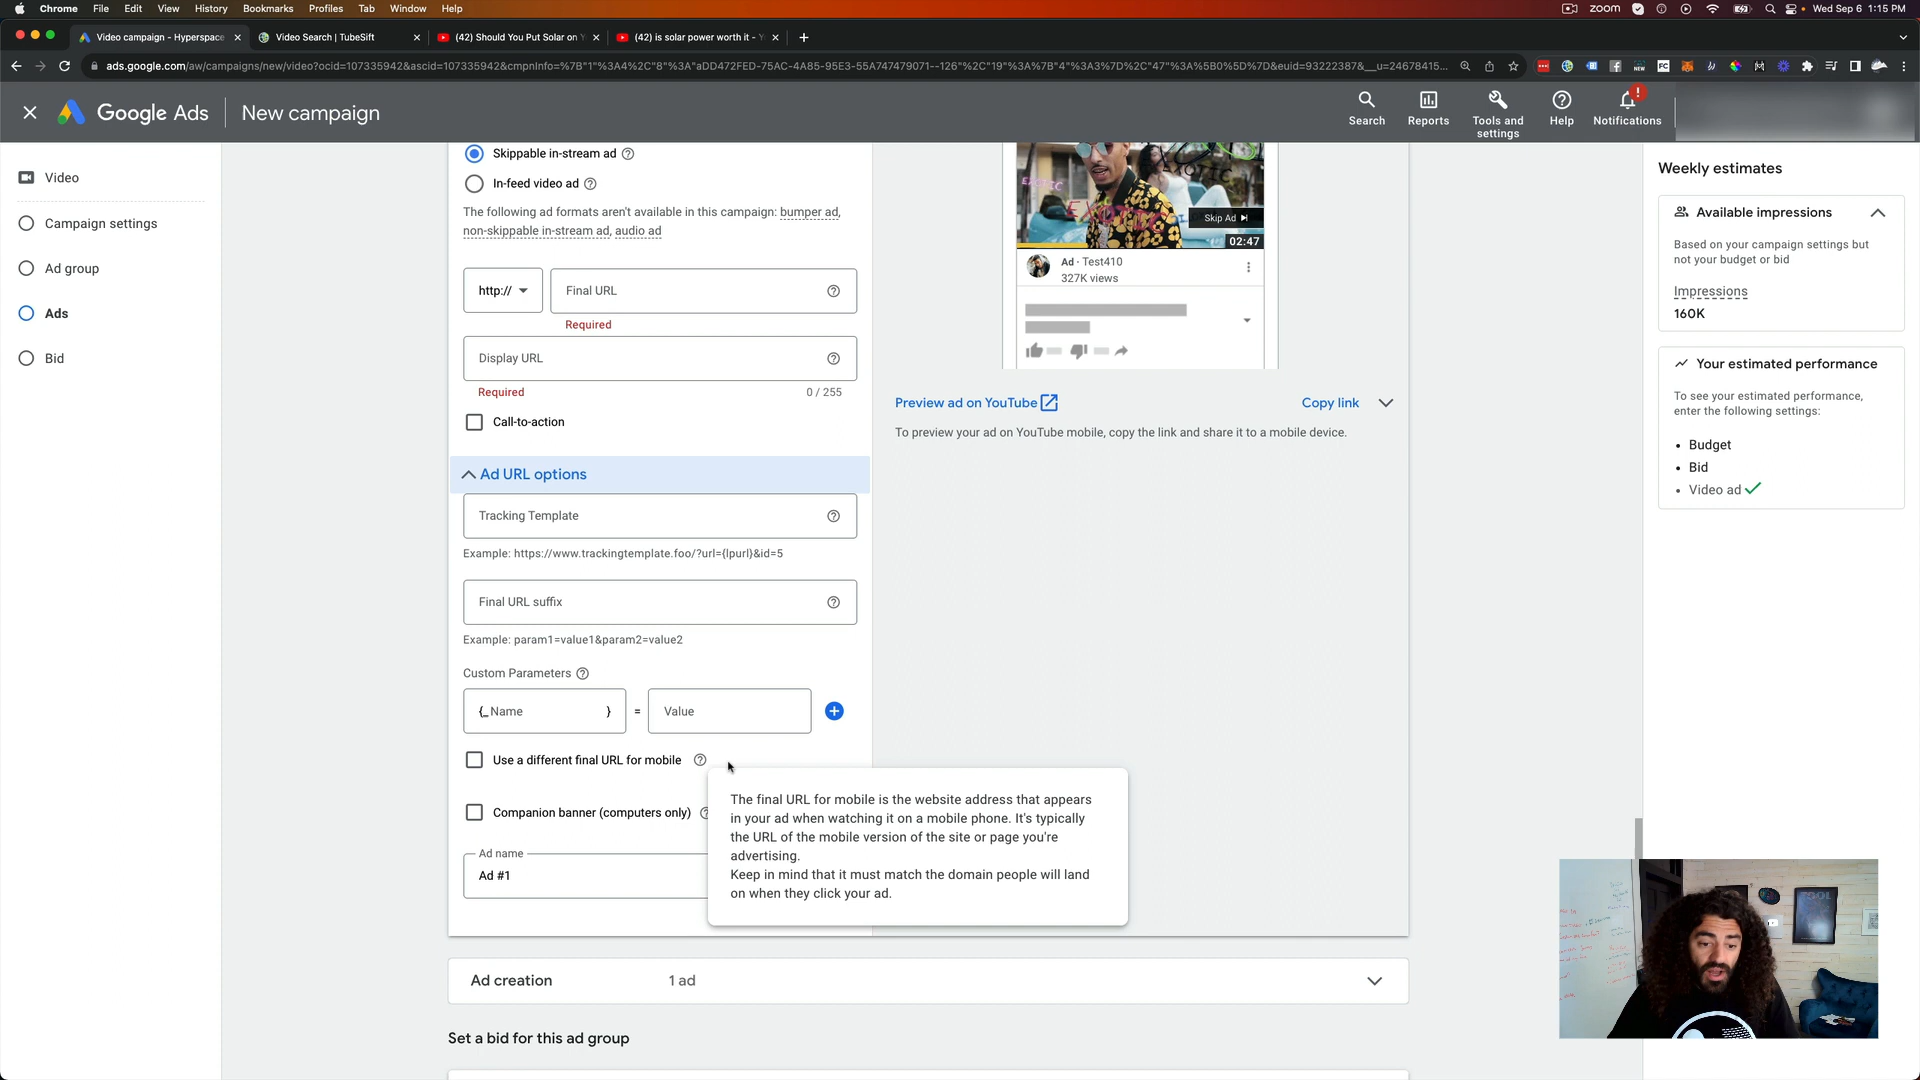 Chrome File Edit View History Bookmarks Profiles Tab Window Help
zoom Wed Sep 6 1:15 PM
Video campaign - Hyperspace
Video Search | TubeSift
(42) Should You Put Solar on Y
(42) is solar power worth it - Y
ads.google.com/aw/campaigns/new/video?ocid=107335942&ascid=107335942&cmpnInfo=%7B"1"%3A4%2C"8"%3A"aDD472FED-75AC-4A85-95E3-55A747479071--126"%2C"19"%3A%7B"4"%3A3%7D%2C"47"%3A%5B0%5D%7D&euid=93222387&__u=24678415...
Google Ads
New campaign
Search
Reports
Tools and settings
Help
Notifications
Video
Campaign settings
Ad group
Ads
Bid
Skippable in-stream ad
In-feed video ad
The following ad formats aren't available in this campaign: bumper ad,
non-skippable in-stream ad, audio ad
http://
Final URL
Required
Display URL
Required
0 / 255
Call-to-action
Ad URL options
Tracking Template
Example: https://www.trackingtemplate.foo/?url={lpurl}&id=5
Final URL suffix
Example: param1=value1&param2=value2
Custom Parameters
{_ Name } = Value
Use a different final URL for mobile
Companion banner (computers only)
Ad name
Ad #1
The final URL for mobile is the website address that appears
in your ad when watching it on a mobile phone. It's typically
the URL of the mobile version of the site or page you're
advertising.
Keep in mind that it must match the domain people will land
on when they click your ad.
EXOTIC
Skip Ad
02:47
Ad · Test410
327K views
Preview ad on YouTube
Copy link
To preview your ad on YouTube mobile, copy the link and share it to a mobile device.
Ad creation
1 ad
Set a bid for this ad group
Weekly estimates
Available impressions
Based on your campaign settings but
not your budget or bid
Impressions
160K
Your estimated performance
To see your estimated performance,
enter the following settings:
• Budget
• Bid
• Video ad